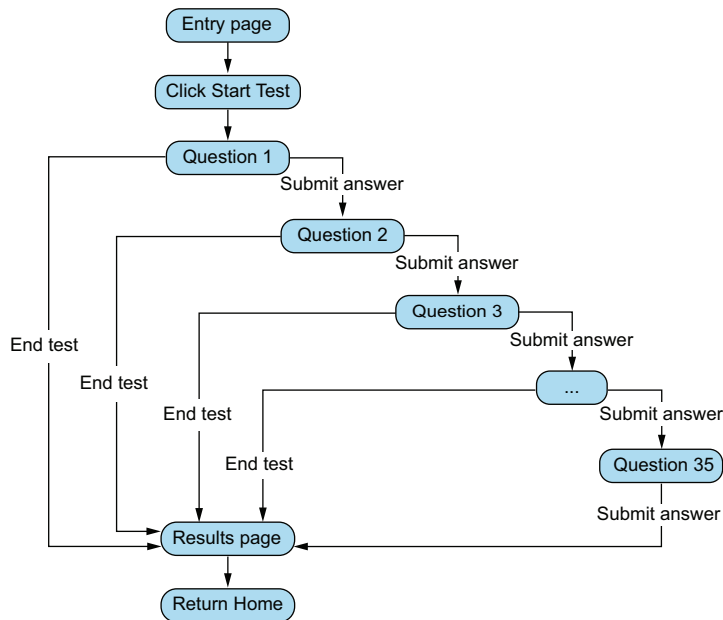 Entry page
Click Start Test
Question 1
Submit answer
Question 2
Submit answer
Question 3
Submit answer
End test
End test
...
End test
Submit answer
End test
Question 35
Submit answer
Results page
Return Home